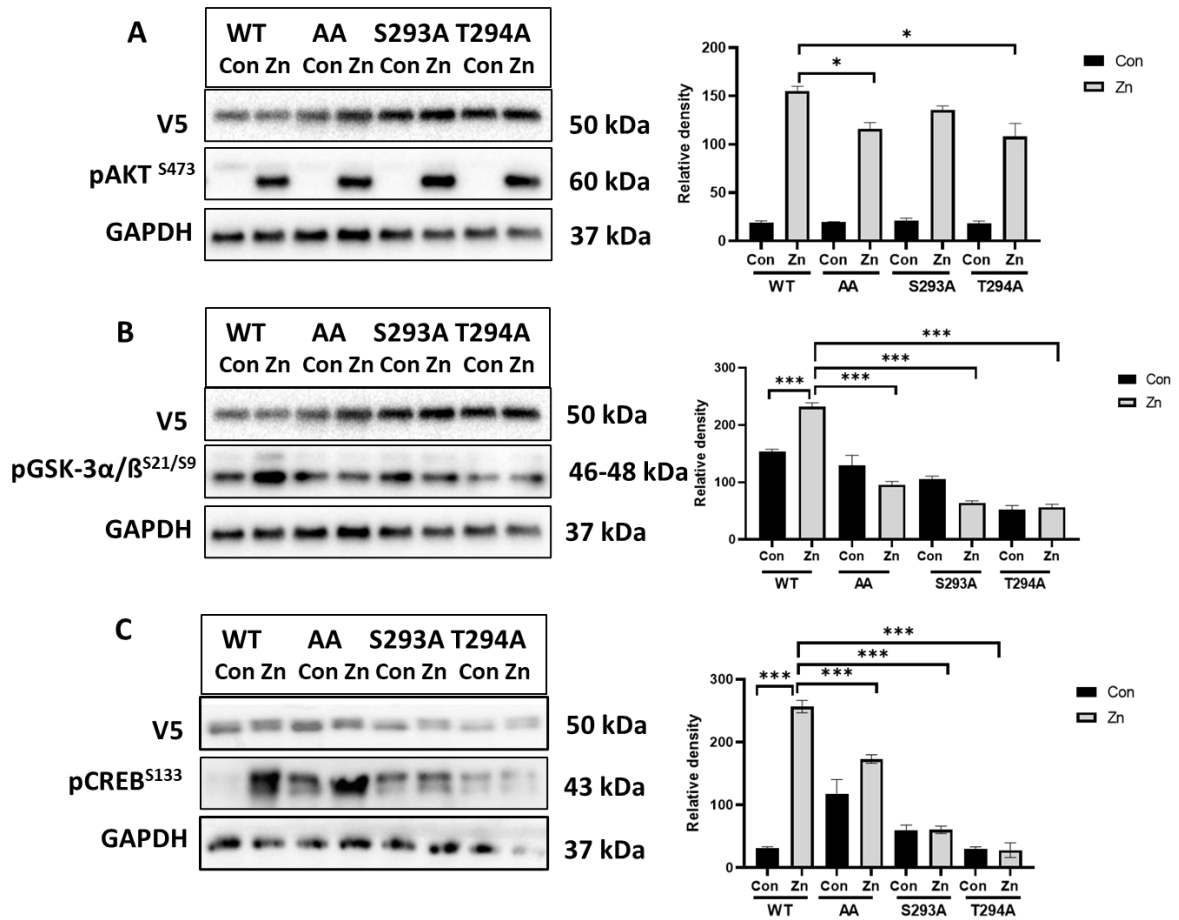 A
WT AA S293A T294A
Con Zn Con Zn Con Zn Con Zn
V5
50 kDa
pAKT S473
60 kDa
GAPDH
37 kDa
200
150
100
50
0
Relative density
* 
*
Con
Zn
Con Zn Con Zn Con Zn Con Zn
WT AA S293A T294A
B
WT AA S293A T294A
Con Zn Con Zn Con Zn Con Zn
V5
50 kDa
pGSK-3α/ß S21/S9
46-48 kDa
GAPDH
37 kDa
300
200
100
0
Relative density
***
***
***
***
Con
Zn
Con Zn Con Zn Con Zn Con Zn
WT AA S293A T294A
C
WT AA S293A T294A
Con Zn Con Zn Con Zn Con Zn
V5
50 kDa
pCREB S133
43 kDa
GAPDH
37 kDa
300
200
100
0
Relative density
***
***
***
***
Con
Zn
Con Zn Con Zn Con Zn Con Zn
WT AA S293A T294A